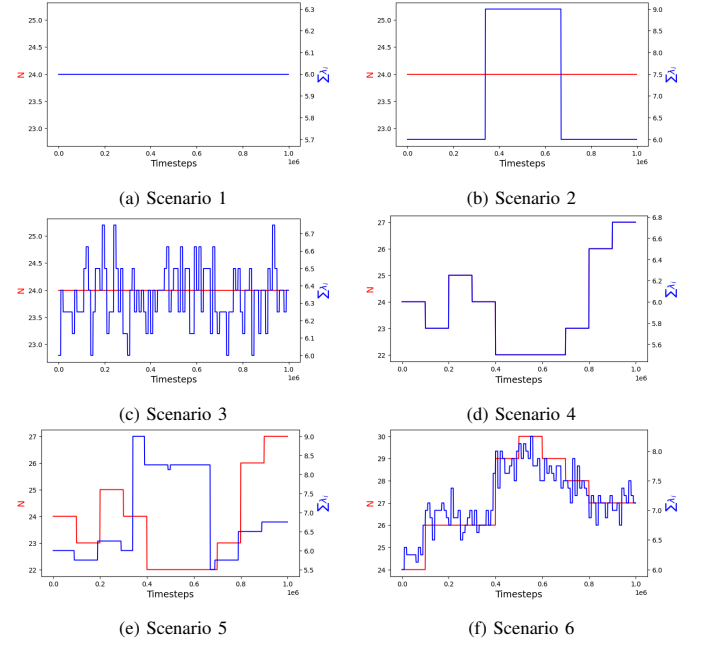 25.0
24.5
24.0
23.5
23.0
N
6.3
6.2
6.1
6.0
5.9
5.8
5.7
∑λᵢ
0.0 0.2 0.4 0.6 0.8 1.0
1e6
Timesteps
(a) Scenario 1
25.0
24.5
24.0
23.5
23.0
N
9.0
8.5
8.0
7.5
7.0
6.5
6.0
∑λᵢ
0.0 0.2 0.4 0.6 0.8 1.0
1e6
Timesteps
(b) Scenario 2
25.0
24.5
24.0
23.5
23.0
N
6.7
6.6
6.5
6.4
6.3
6.2
6.1
6.0
∑λᵢ
0.0 0.2 0.4 0.6 0.8 1.0
1e6
Timesteps
(c) Scenario 3
27
26
25
24
23
22
N
6.8
6.6
6.4
6.2
6.0
5.8
5.6
∑λᵢ
0.0 0.2 0.4 0.6 0.8 1.0
1e6
Timesteps
(d) Scenario 4
27
26
25
24
23
22
N
9.0
8.5
8.0
7.5
7.0
6.5
6.0
5.5
∑λᵢ
0.0 0.2 0.4 0.6 0.8 1.0
1e6
Timesteps
(e) Scenario 5
30
29
28
27
26
25
24
N
8.0
7.5
7.0
6.5
6.0
∑λᵢ
0.0 0.2 0.4 0.6 0.8 1.0
1e6
Timesteps
(f) Scenario 6